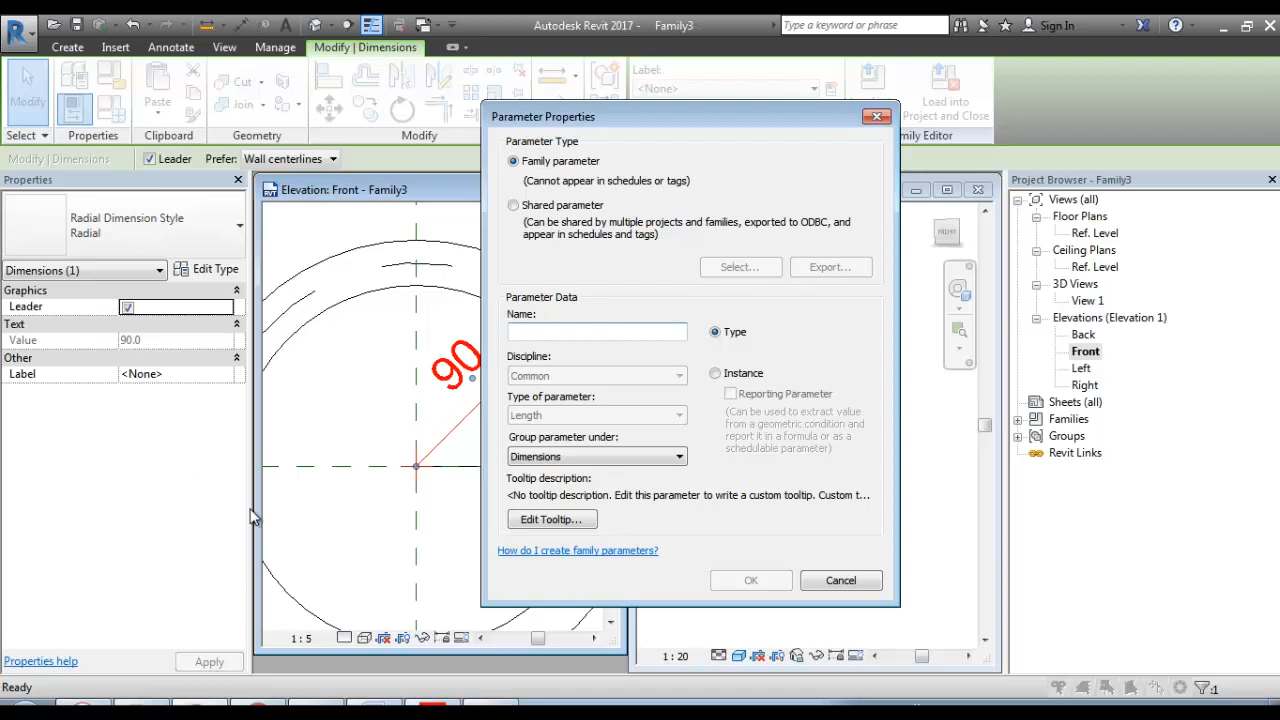 Autodesk Revit 2017 - Family3
Type a keyword or phrase
Sign In
Create
Insert
Annotate
View
Manage
Modify | Dimensions
Modify
Paste
Cut
Join
Label:
<None>
Load into
Project and Close
Select
Properties
Clipboard
Geometry
Modify
Family Editor
Modify | Dimensions
Leader
Prefer:
Wall centerlines
Properties
Radial Dimension Style
Radial
Dimensions (1)
Edit Type
Graphics
Leader
Text
Value
90.0
Other
Label
<None>
Properties help
Apply
Elevation: Front - Family3
90
1 : 5
Parameter Properties
Parameter Type
Family parameter
(Cannot appear in schedules or tags)
Shared parameter
(Can be shared by multiple projects and families, exported to ODBC, and
appear in schedules and tags)
Select...
Export...
Parameter Data
Name:
Type
Discipline:
Common
Instance
Reporting Parameter
Type of parameter:
Length
(Can be used to extract value
from a geometric condition and
report it in a formula or as a
schedulable parameter)
Group parameter under:
Dimensions
Tooltip description:
<No tooltip description. Edit this parameter to write a custom tooltip. Custom t...
Edit Tooltip...
How do I create family parameters?
OK
Cancel
FRONT
1 : 20
Project Browser - Family3
Views (all)
Floor Plans
Ref. Level
Ceiling Plans
Ref. Level
3D Views
View 1
Elevations (Elevation 1)
Back
Front
Left
Right
Sheets (all)
Families
Groups
Revit Links
Ready
:1